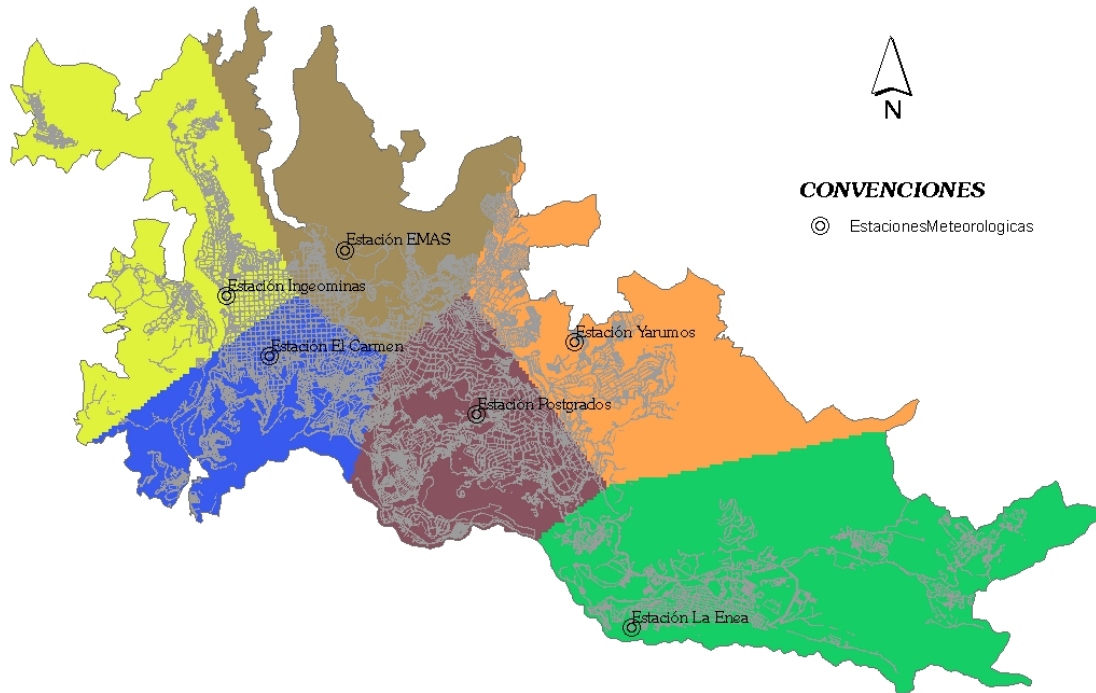 N
CONVENCIONES
EstacionesMeteorologicas
Estación EMAS
Estación Ingeominas
Estación Yarumos
Estación El Carmen
Estación Postgrados
Estación La Enea